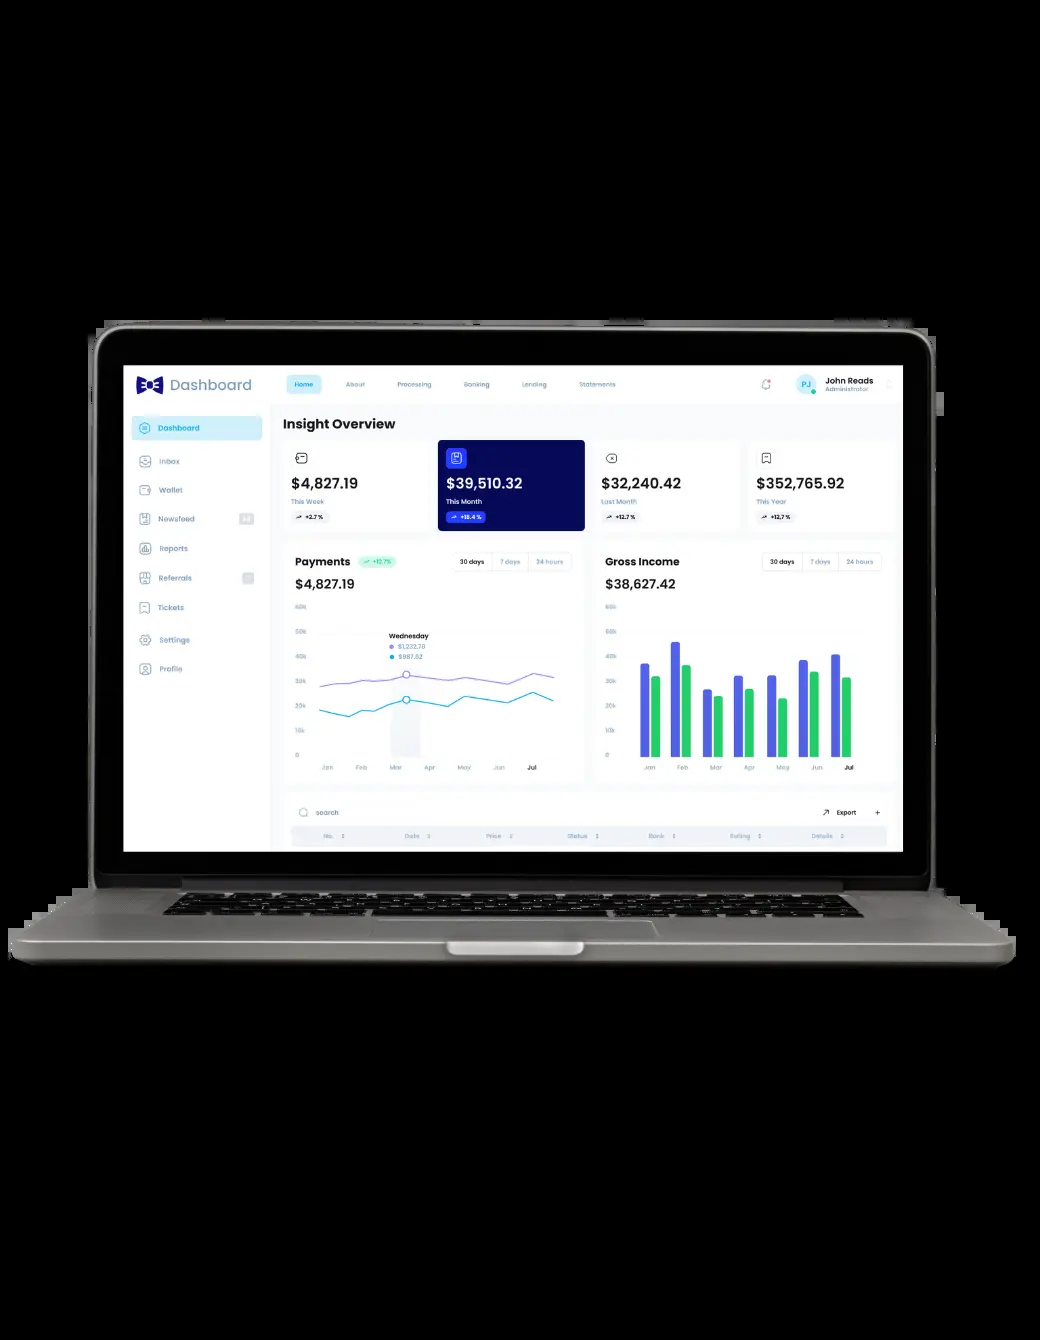 Dashboard
Home About Processing Banking Lending Statements
PJ
John Reads
Administrator
Dashboard
Inbox
Wallet
Newsfeed
Reports
Referrals
Tickets
Settings
Profile
Insight Overview
$4,827.19
This Week
+2.7 %
$39,510.32
This Month
$32,240.42
Last Month
+12.7 %
$352,765.92
This Year
+12,7 %
Payments +12.7%
30 days 7 days 24 hours
$4,827.19
60k
50k
40k
30k
20k
10k
0
Wednesday
$1,232.70
$987.02
Jan Feb Mar Apr May Jun Jul
Gross Income
30 days 7 days 24 hours
$38,627.42
60k
50k
40k
30k
20k
10k
0
Jan Feb Mar Apr May Jun Jul
search
Export +
No. Date Price Status Bank Rating Details